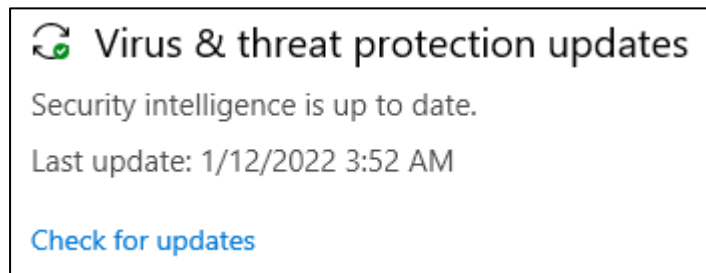 Virus & threat protection updates
Security intelligence is up to date.
Last update: 1/12/2022 3:52 AM
Check for updates